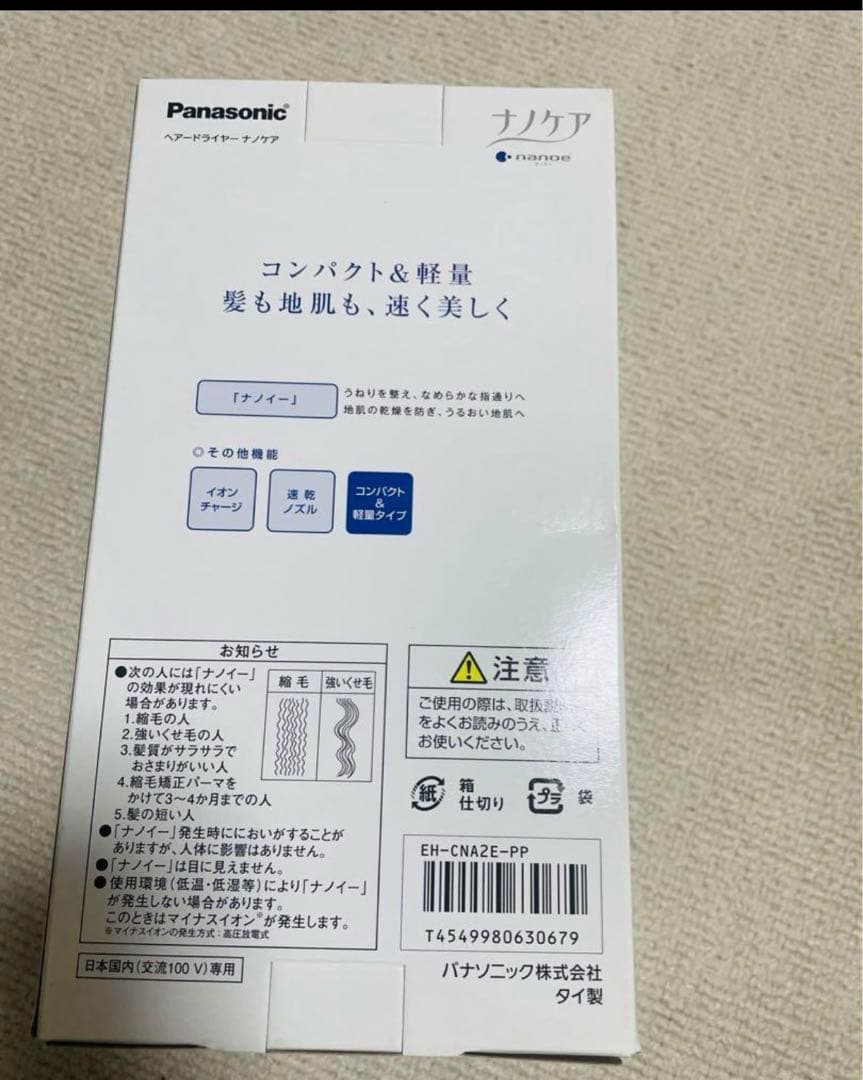 Panasonic
ヘアードライヤー ナノケア
ナノケア
nanoe
コンパクト&軽量
髪も地肌も、速く美しく
「ナノイー」
うねりを整え、なめらかな指通りへ
地肌の乾燥を防ぎ、うるおい地肌へ
◎その他機能
イオン
チャージ
速乾
ノズル
コンパクト
&
軽量タイプ
お知らせ
●次の人には「ナノイー」
の効果が現れにくい
場合があります。
1.縮毛の人
2.強いくせ毛の人
3.髪質がサラサラで
おさまりがいい人
4.縮毛矯正パーマを
かけて3〜4か月までの人
5.髪の短い人
縮毛
強いくせ毛
●「ナノイー」発生時ににおいがすることが
ありますが、人体に影響はありません。
●「ナノイー」は目に見えません。
●使用環境(低温・低湿等)により「ナノイー」
が発生しない場合があります。
このときはマイナスイオン※が発生します。
※マイナスイオンの発生方式:高圧放電式
日本国内(交流100 V)専用
注意
ご使用の際は、取扱説
をよくお読みのうえ、正
お使いください。
紙
箱
仕切り
プラ
袋
EH-CNA2E-PP
T4549980630679
パナソニック株式会社
タイ製